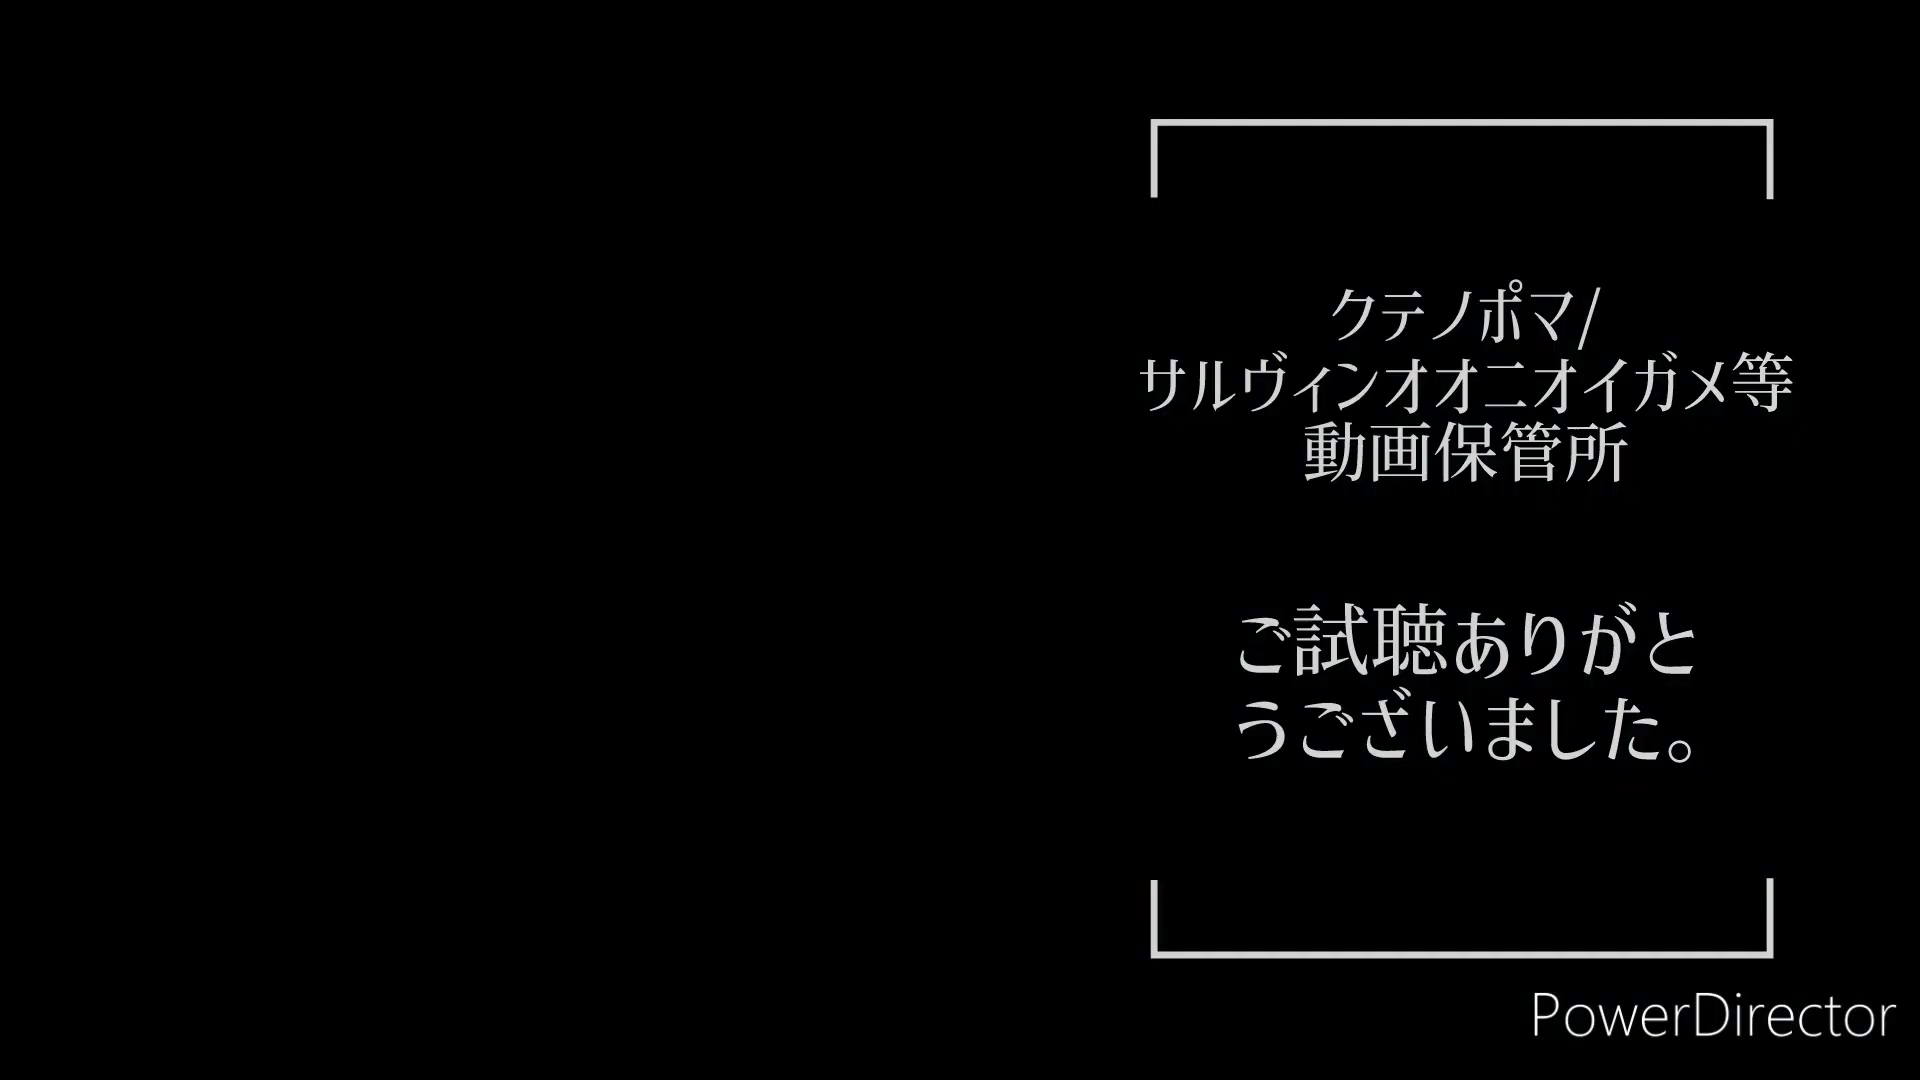 クテノポマ/
サルヴィンオオニオイガメ等
動画保管所
ご試聴ありがと
うございました。
PowerDirector